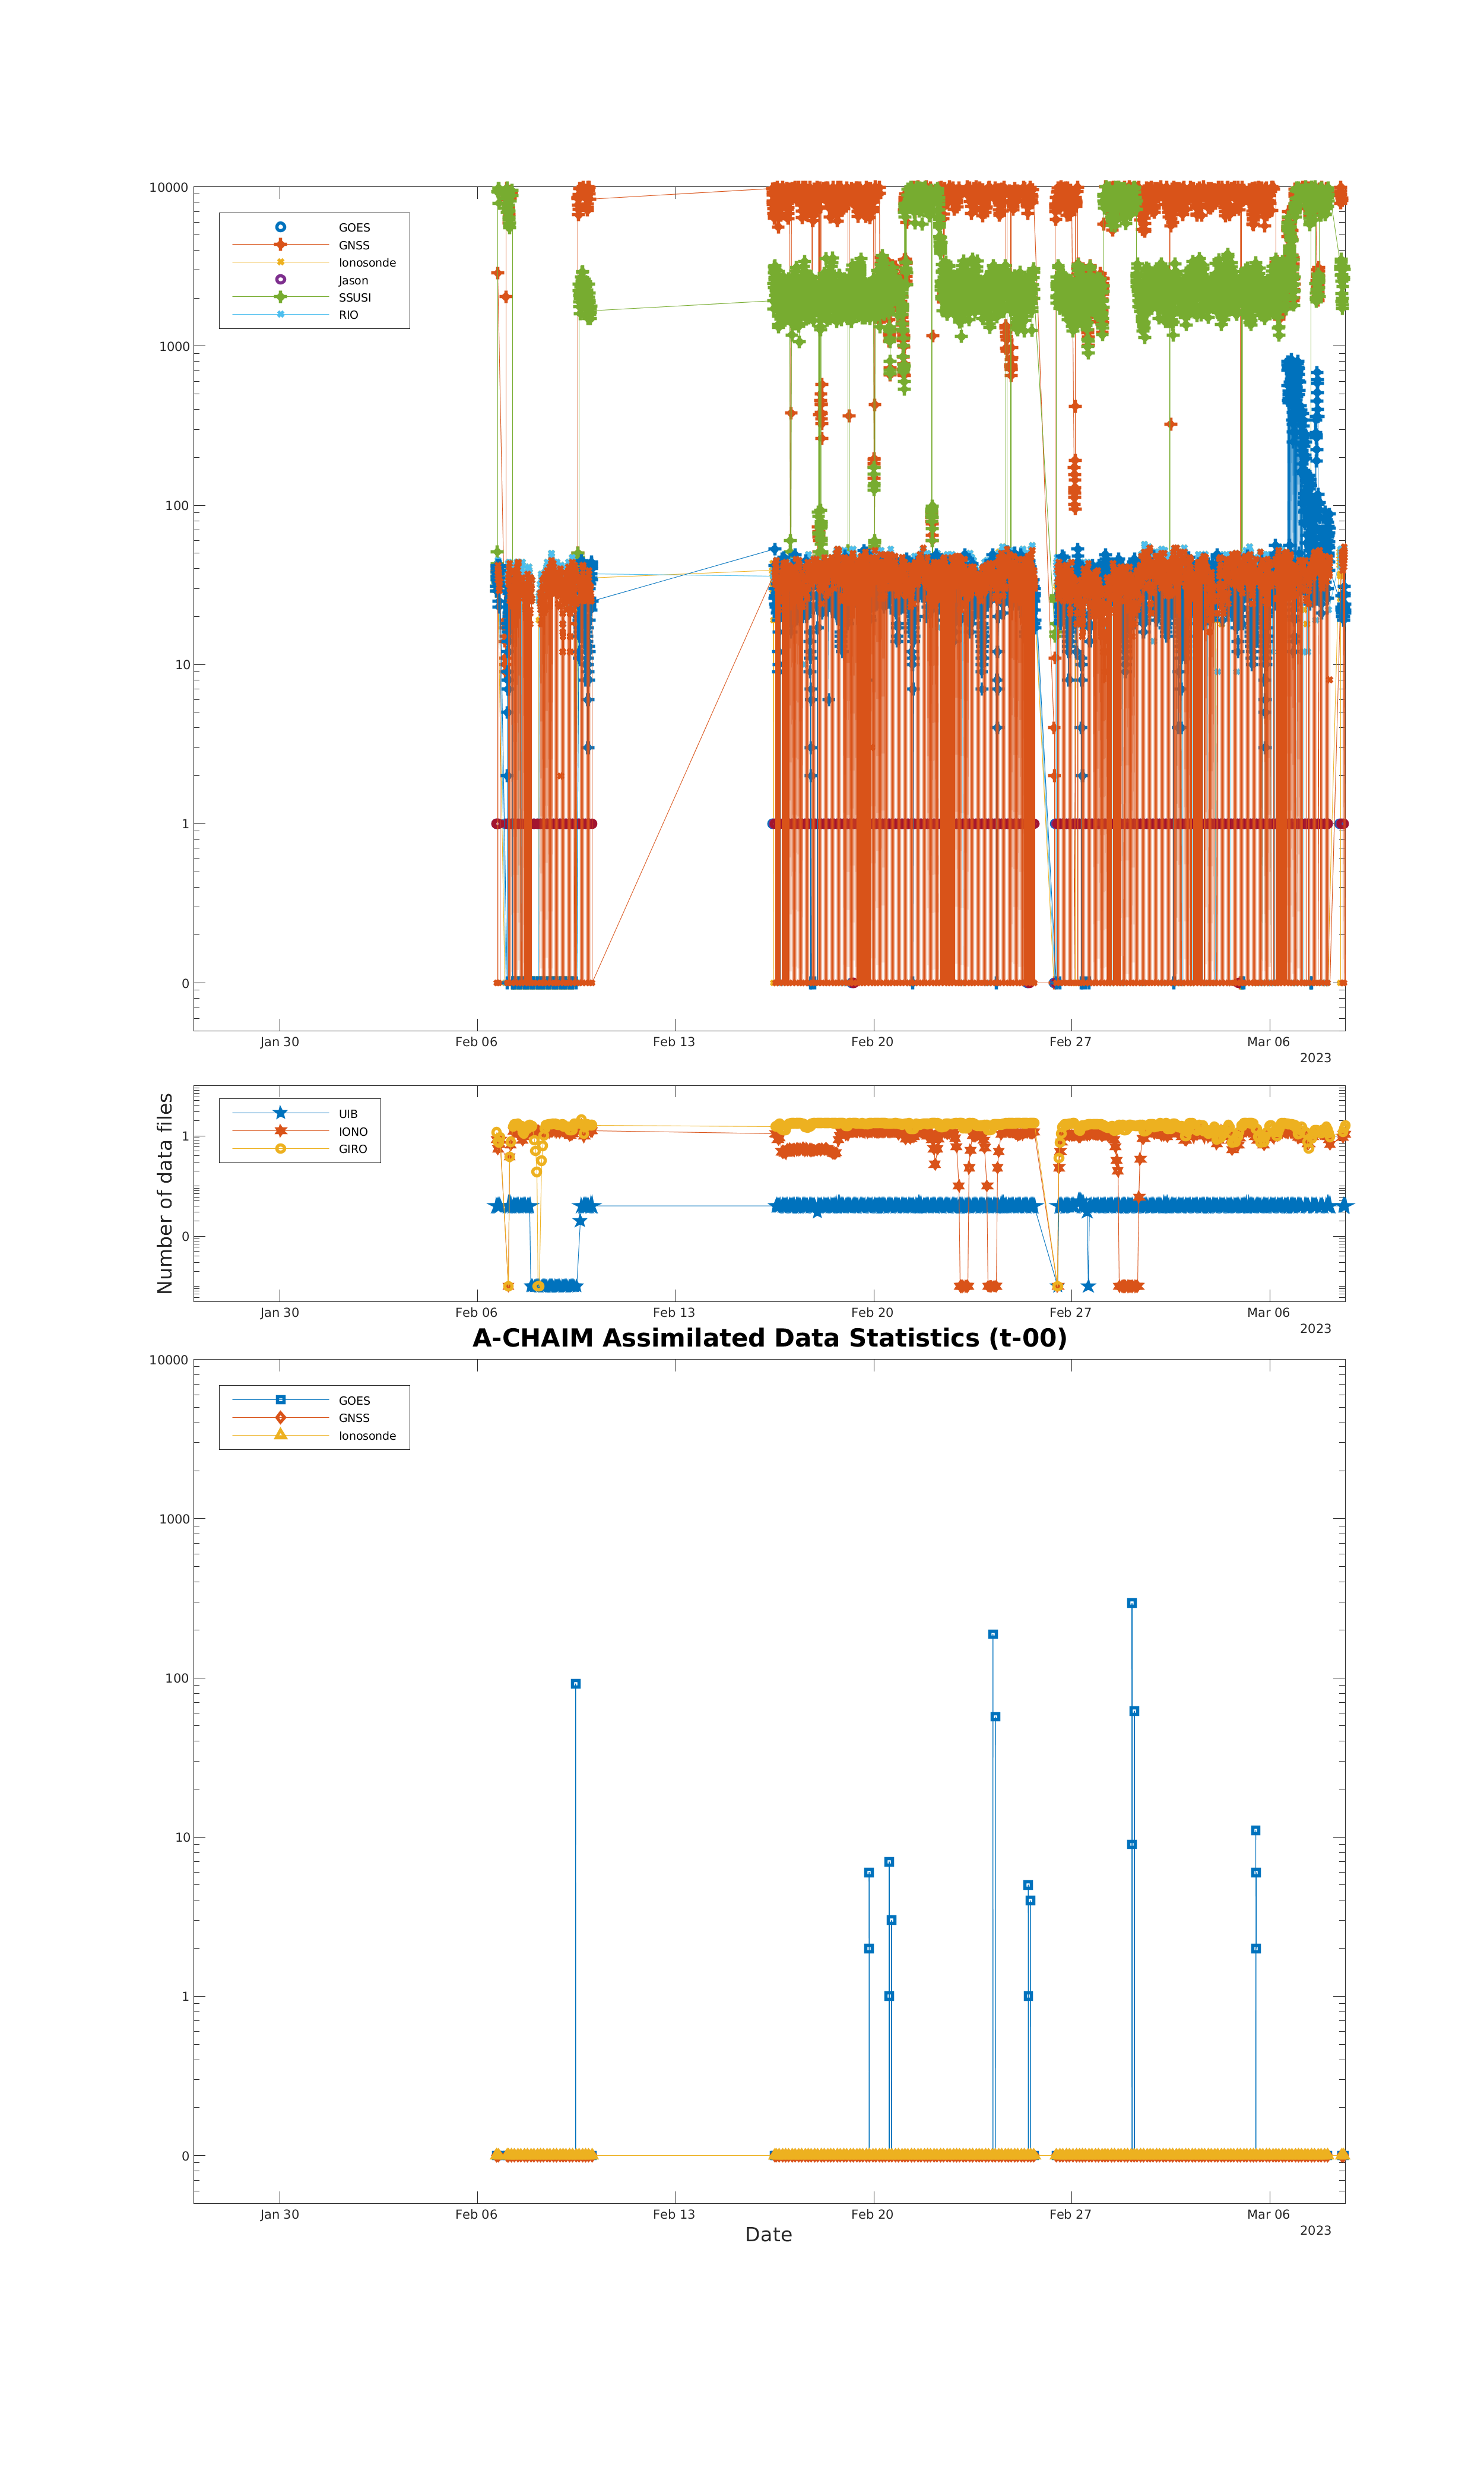 10000
1000
100
10
1
0
GOES
GNSS
Ionosonde
Jason
SSUSI
RIO
Jan 30
Feb 06
Feb 13
Feb 20
Feb 27
Mar 06
2023
Number of data files
1
0
UIB
IONO
GIRO
Jan 30
Feb 06
Feb 13
Feb 20
Feb 27
Mar 06
2023
A-CHAIM Assimilated Data Statistics (t-00)
10000
1000
100
10
1
0
GOES
GNSS
Ionosonde
Jan 30
Feb 06
Feb 13
Feb 20
Feb 27
Mar 06
2023
Date